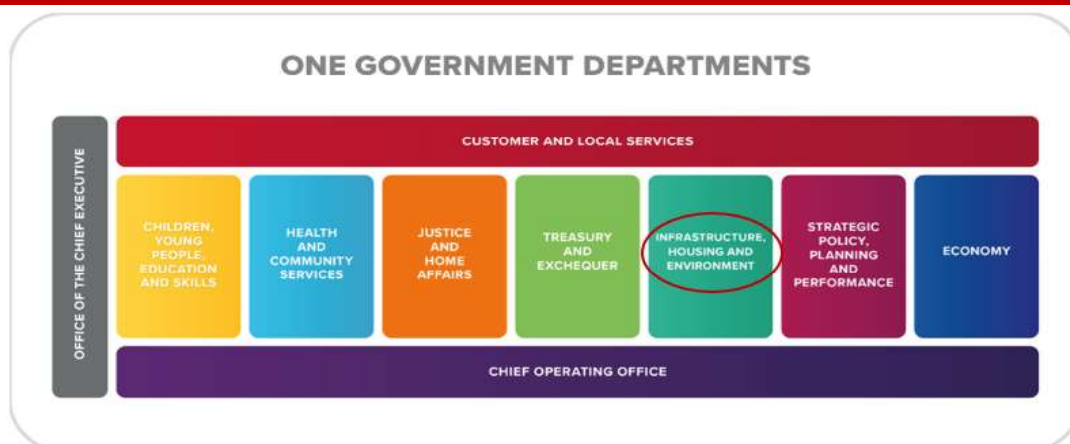 ONE GOVERNMENT DEPARTMENTS
OFFICE OF THE CHIEF EXECUTIVE
CUSTOMER AND LOCAL SERVICES
CHILDREN,
YOUNG
PEOPLE,
EDUCATION
AND SKILLS
HEALTH
AND
COMMUNITY
SERVICES
JUSTICE
AND
HOME
AFFAIRS
TREASURY
AND
EXCHEQUER
INFRASTRUCTURE,
HOUSING AND
ENVIRONMENT
STRATEGIC
POLICY,
PLANNING
AND
PERFORMANCE
ECONOMY
CHIEF OPERATING OFFICE